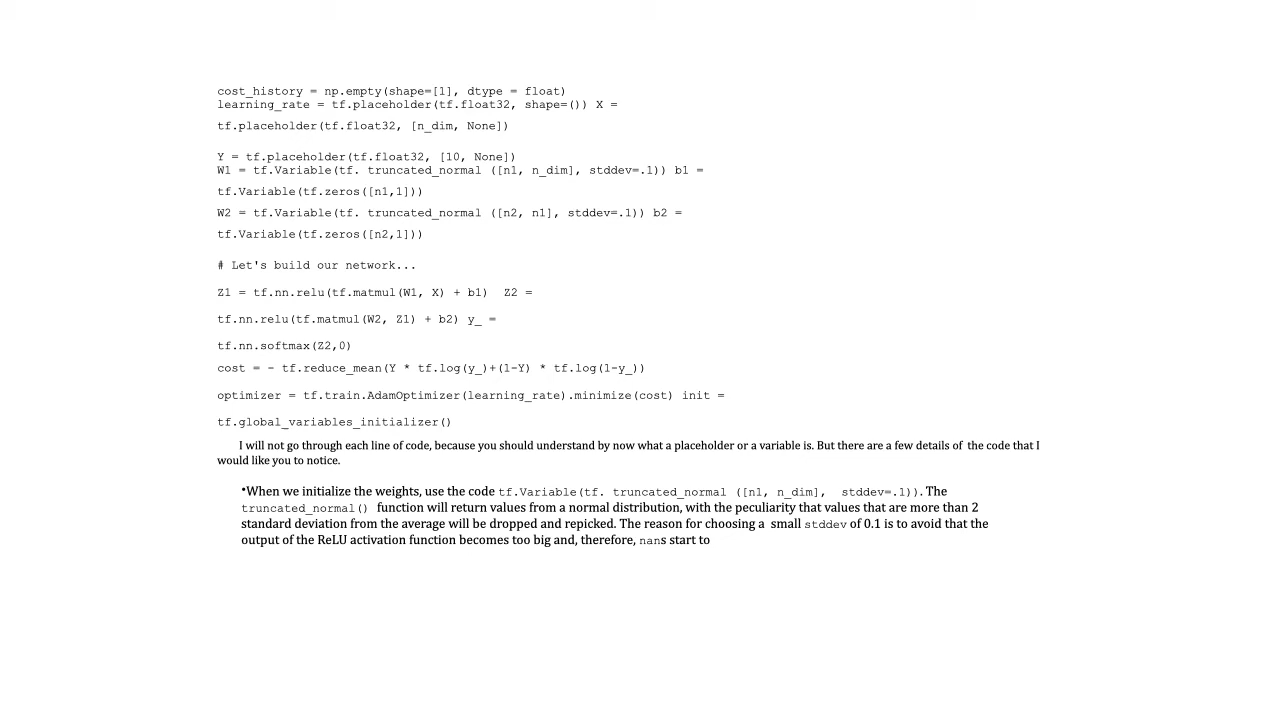 cost_history = np.empty(shape=[1], dtype = float)
learning_rate = tf.placeholder(tf.float32, shape=()) X =
tf.placeholder(tf.float32, [n_dim, None])
Y = tf.placeholder(tf.float32, [10, None])
W1 = tf.Variable(tf. truncated_normal ([n1, n_dim], stddev=.1)) b1 =
tf.Variable(tf.zeros([n1,1]))
W2 = tf.Variable(tf. truncated_normal ([n2, n1], stddev=.1)) b2 =
tf.Variable(tf.zeros([n2,1]))
# Let's build our network...
Z1 = tf.nn.relu(tf.matmul(W1, X) + b1)  Z2 =
tf.nn.relu(tf.matmul(W2, Z1) + b2) y_ =
tf.nn.softmax(Z2,0)
cost = - tf.reduce_mean(Y * tf.log(y_)+(1-Y) * tf.log(1-y_))
optimizer = tf.train.AdamOptimizer(learning_rate).minimize(cost) init =
tf.global_variables_initializer()
I will not go through each line of code, because you should understand by now what a placeholder or a variable is. But there are a few details of the code that I
would like you to notice.
•When we initialize the weights, use the code tf.Variable(tf. truncated_normal ([n1, n_dim],  stddev=.1)). The
truncated_normal() function will return values from a normal distribution, with the peculiarity that values that are more than 2
standard deviation from the average will be dropped and repicked. The reason for choosing a small stddev of 0.1 is to avoid that the
output of the ReLU activation function becomes too big and, therefore, nans start to